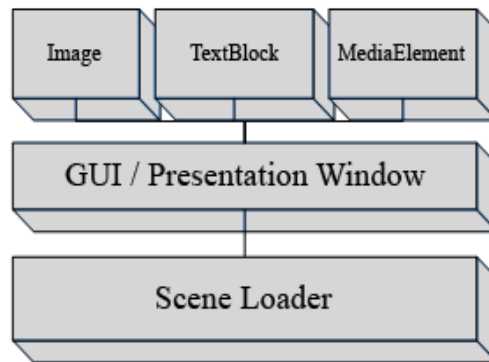 Image
TextBlock
MediaElement
GUI / Presentation Window
Scene Loader